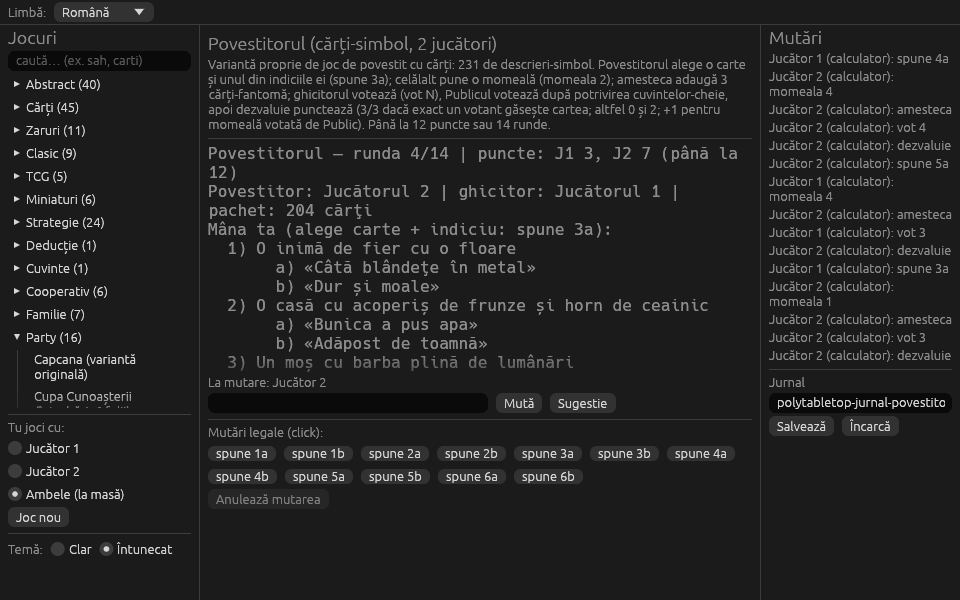 Limbă: Română
Jocuri
caută... (ex. sah, carti)
Abstract (40)
Cărți (45)
Zaruri (11)
Clasic (9)
TCG (5)
Miniaturi (6)
Strategie (24)
Deducție (1)
Cuvinte (1)
Cooperativ (6)
Familie (7)
Party (16)
Capcana (variantă
originală)
Cupa Cunoașterii
Tu joci cu:
Jucător 1
Jucător 2
Ambele (la masă)
Joc nou
Temă: Clar Întunecat
Povestitorul (cărți-simbol, 2 jucători)
Variantă proprie de joc de povestit cu cărți: 231 de descrieri-simbol. Povestitorul alege o carte
și unul din indiciile ei (spune 3a); celălalt pune o momeală (momeala 2); amesteca adaugă 3
cărți-fantomă; ghicitorul votează (vot N), Publicul votează după potrivirea cuvintelor-cheie,
apoi dezvaluie punctează (3/3 dacă exact un votant găsește cartea; altfel 0 și 2; +1 pentru
momeală votată de Public). Până la 12 puncte sau 14 runde.
Povestitorul — runda 4/14 | puncte: J1 3, J2 7 (până la
12)
Povestitor: Jucătorul 2 | ghicitor: Jucătorul 1 |
pachet: 204 cărți
Mâna ta (alege carte + indiciu: spune 3a):
1) O inimă de fier cu o floare
a) «Câtă blândețe în metal»
b) «Dur și moale»
2) O casă cu acoperiș de frunze și horn de ceainic
a) «Bunica a pus apa»
b) «Adăpost de toamnă»
3) Un moș cu barba plină de lumânări
La mutare: Jucător 2
Mută Sugestie
Mutări legale (click):
spune 1a spune 1b spune 2a spune 2b spune 3a spune 3b spune 4a
spune 4b spune 5a spune 5b spune 6a spune 6b
Anulează mutarea
Mutări
Jucător 1 (calculator): spune 4a
Jucător 2 (calculator):
momeala 4
Jucător 2 (calculator): amesteca
Jucător 2 (calculator): vot 4
Jucător 2 (calculator): dezvaluie
Jucător 2 (calculator): spune 5a
Jucător 1 (calculator):
momeala 4
Jucător 2 (calculator): amesteca
Jucător 1 (calculator): vot 3
Jucător 2 (calculator): dezvaluie
Jucător 1 (calculator): spune 3a
Jucător 2 (calculator):
momeala 1
Jucător 2 (calculator): amesteca
Jucător 2 (calculator): vot 3
Jucător 2 (calculator): dezvaluie
Jurnal
polytabletop-jurnal-povestito
Salvează Încarcă